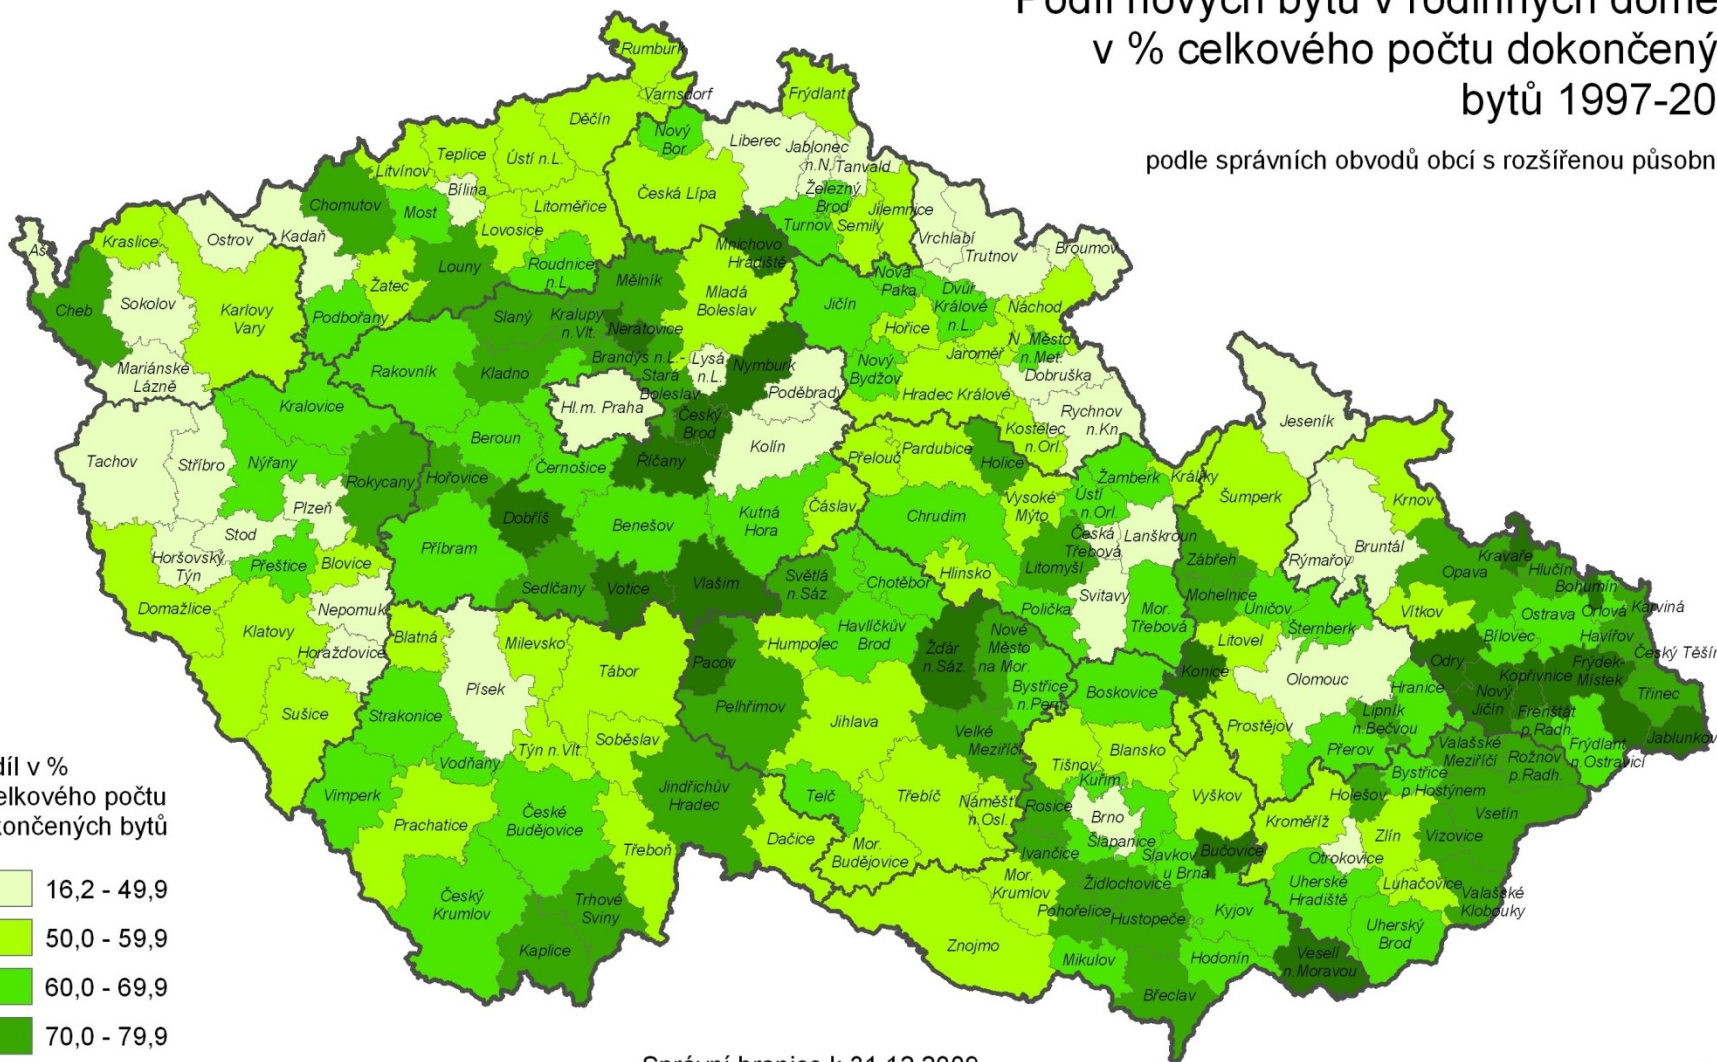 Podíl nových bytů v rodinných dome
v % celkového počtu dokončený
bytů 1997-20
podle správních obvodů obcí s rozšířenou působn
Rumburk
Varnsdorf
Frýdlant
Děčín
Nový
Bor
Liberec
Jablonec
n.N.
Tanvald
Teplice
Ústí n.L.
Litvínov
Bílina
Česká Lípa
Železný
Brod
Chomutov
Most
Litoměřice
Lovosice
Turnov
Semily
Jilemnice
Vrchlabí
Trutnov
Broumov
Aš
Kraslice
Ostrov
Kadaň
Louny
Roudnice
n.L.
Mnichovo
Hradiště
Mělník
Žatec
Cheb
Sokolov
Karlovy
Vary
Podbořany
Slaný
Kralupy
n.Vlt.
Neratovice
Mladá
Boleslav
Jičín
Nová
Paka
Dvůr
Králové
n.L.
Náchod
Hořice
Jaroměř
N. Město
n.Met.
Mariánské
Lázně
Rakovník
Kladno
Brandýs n.L.-
Stará
Boleslav
Lysá
n.L.
Nymburk
Poděbrady
Nový
Bydžov
Hradec Králové
Dobruška
Rychnov
n.Kn.
Kostelec
n.Orl.
Kralovice
Hl.m. Praha
Český
Brod
Kolín
Jeseník
Tachov
Stříbro
Nýřany
Beroun
Rokycany
Hořovice
Černošice
Říčany
Přelouč
Pardubice
Holice
Žamberk
Králíky
Šumperk
Krnov
Plzeň
Dobříš
Benešov
Kutná
Hora
Čáslav
Chrudim
Vysoké
Mýto
Ústí
n.Orl.
Česká
Třebová
Lanškroun
Rýmařov
Bruntál
Stod
Horšovský
Týn
Přeštice
Blovice
Příbram
Sedlčany
Votice
Vlašim
Světlá
n.Sáz.
Chotěboř
Hlinsko
Litomyšl
Zábřeh
Mohelnice
Opava
Kravaře
Hlučín
Bohumín
Domažlice
Nepomuk
Klatovy
Horažďovice
Blatná
Milevsko
Tábor
Humpolec
Havlíčkův
Brod
Polička
Svitavy
Mor.
Třebová
Uničov
Šternberk
Litovel
Vítkov
Ostrava
Orlová
Karviná
Bílovec
Havířov
Český Těšín
Písek
Pacov
Žďár
n.Sáz.
Nové
Město
na Mor.
Bystřice
n.Pern.
Boskovice
Konice
Olomouc
Odry
Kopřivnice
Frýdek-
Místek
Třinec
Hranice
Nový
Jičín
Frenštát
p.Radh.
Jablunkov
Sušice
Strakonice
Pelhřimov
Jihlava
Velké
Meziříčí
Prostějov
Lipník
n.Bečvou
Přerov
Valašské
Meziříčí
Rožnov
p.Radh.
Frýdlant
n.Ostravicí
Týn n.Vlt.
Soběslav
Vodňany
Tišnov
Blansko
Kuřim
Vyškov
Bystřice
p.Hostýnem
Holešov
Vimperk
Prachatice
České
Budějovice
Jindřichův
Hradec
Telč
Třebíč
Náměšť
n.Osl.
Rosice
Brno
Šlapanice
Kroměříž
Zlín
Vizovice
Vsetín
Třeboň
Dačice
Mor.
Budějovice
Ivančice
Slavkov
u Brna
Bučovice
Otrokovice
Český
Krumlov
Trhové
Sviny
Kaplice
Mor.
Krumlov
Židlochovice
Pohořelice
Hustopeče
Kyjov
Uherské
Hradiště
Luhačovice
Valašské
Klobouky
Uherský
Brod
Znojmo
Mikulov
Hodonín
Veselí
n.Moravou
Břeclav
díl v %
elkového počtu
končených bytů
16,2 - 49,9
50,0 - 59,9
60,0 - 69,9
70,0 - 79,9
Správní hranice k 31.12.2009